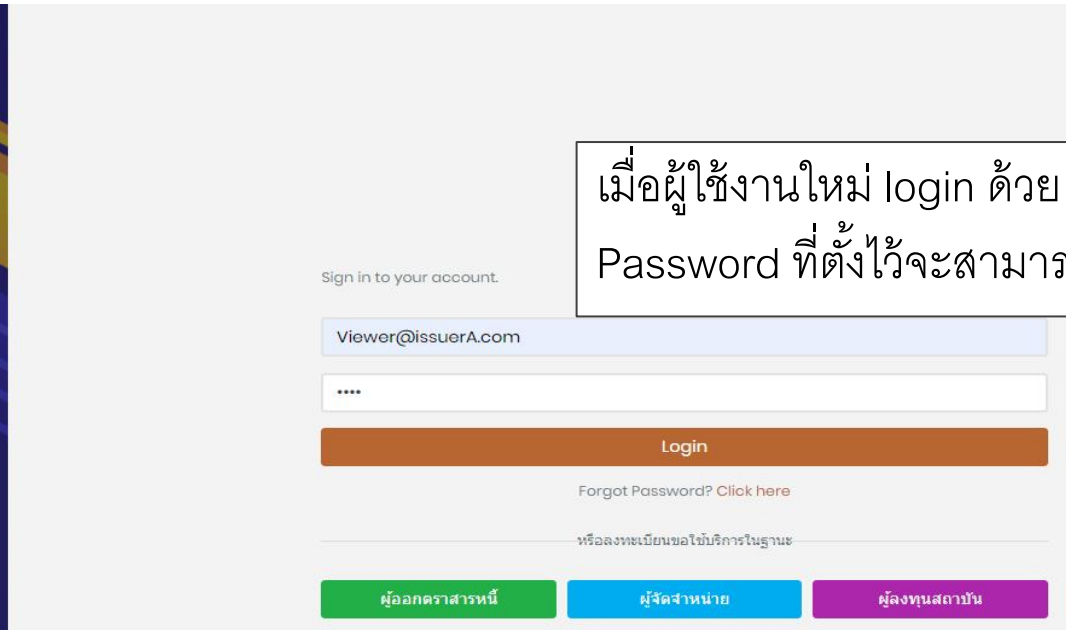 เมื่อผู้ใช้งานใหม่ login ด้วย
Password ที่ตั้งไว้จะสามาร
Sign in to your account.
Viewer@issuerA.com
••••
Login
Forgot Password? Click here
หรือลงทะเบียนขอใช้บริการในฐานะ
ผู้ออกตราสารหนี้ ผู้จัดจำหน่าย ผู้ลงทุนสถาบัน